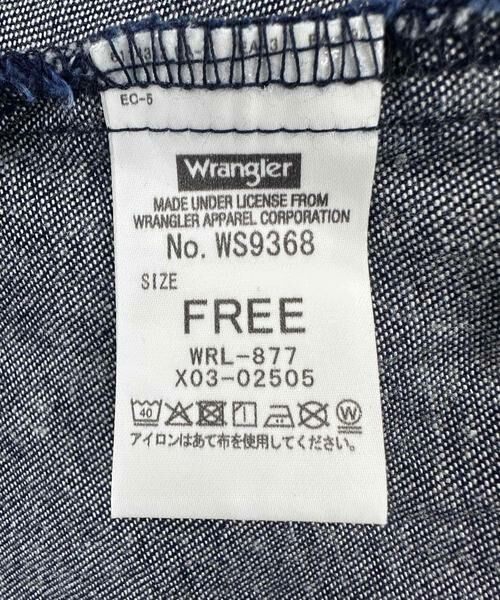 EC-5
Wrangler
MADE UNDER LICENSE FROM
WRANGLER APPAREL CORPORATION
No. WS9368
SIZE
FREE
WRL-877
X03-02505
40 W
アイロンはあて布を使用してください。